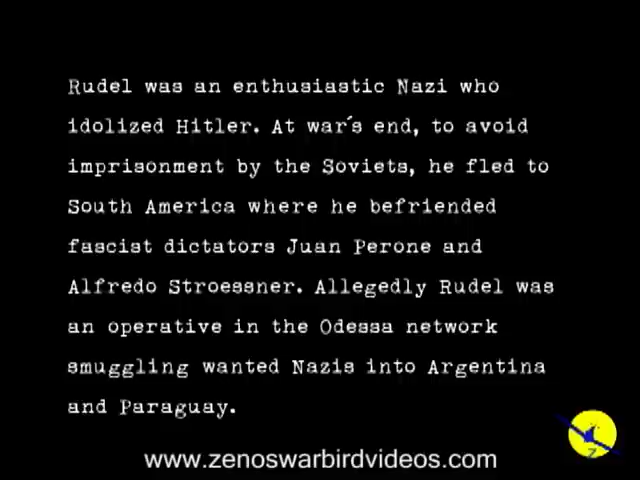 Rudel was an enthusiastic Nazi who
idolized Hitler. At war's end, to avoid
imprisonment by the Soviets, he fled to
South America where he befriended
fascist dictators Juan Perone and
Alfredo Stroessner. Allegedly Rudel was
an operative in the Odessa network
smuggling wanted Nazis into Argentina
and Paraguay.
Z
www.zenoswarbirdvideos.com